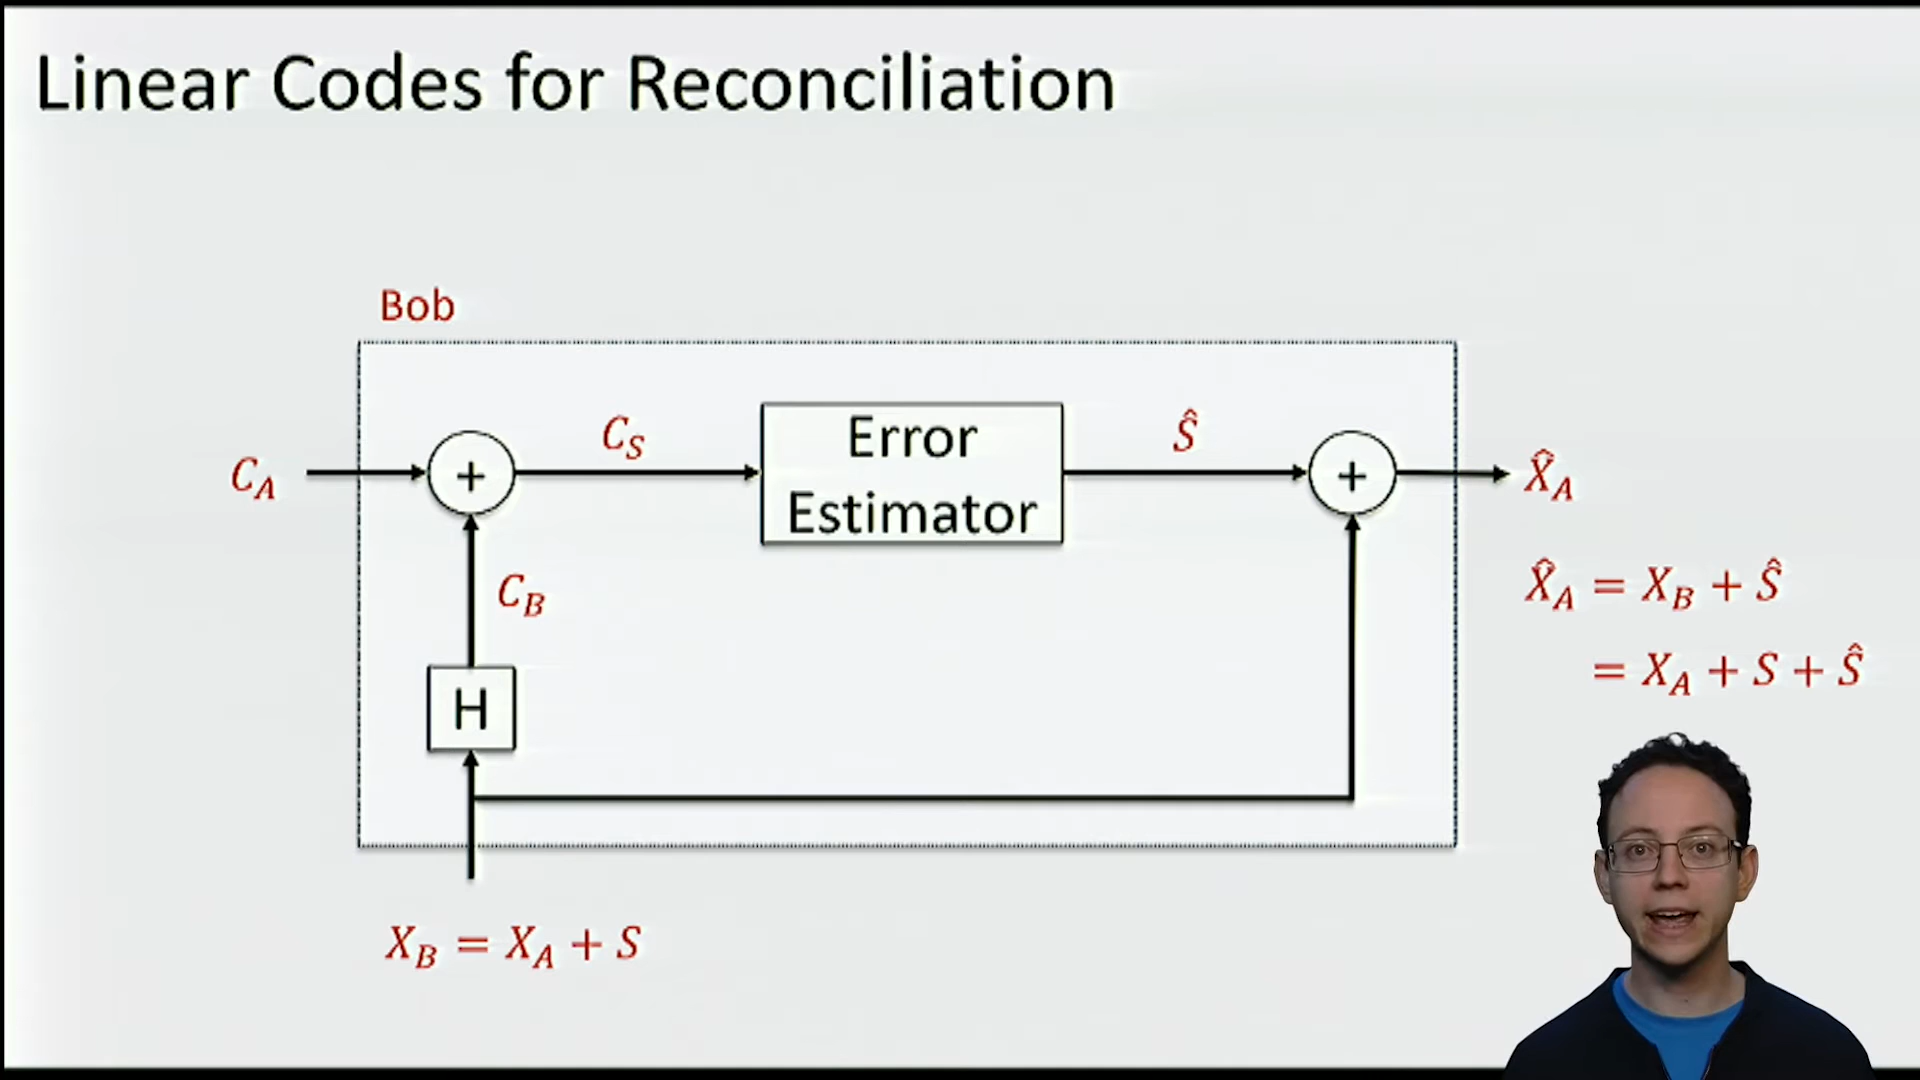 Linear Codes for Reconciliation
Bob
C_A
+
C_S
Error
Estimator
Ŝ
+
X̂_A
C_B
H
X̂_A = X_B + Ŝ
= X_A + S + Ŝ
X_B = X_A + S